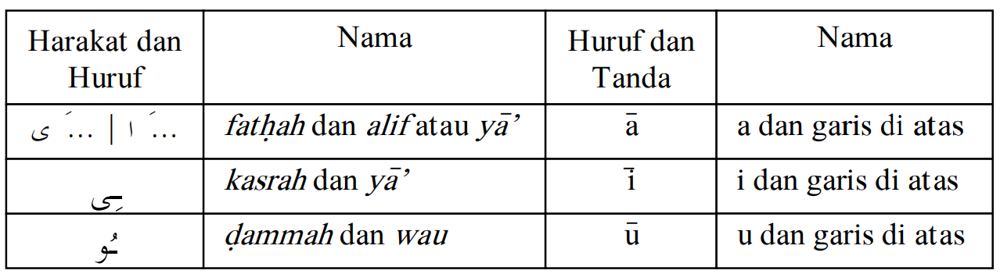 Harakat dan Huruf | Nama | Huruf dan Tanda | Nama
ـَ ... ا | ـَ ... ى | fatḥah dan alif atau yā’ | ā | a dan garis di atas
ـِى | kasrah dan yā’ | ī | i dan garis di atas
ـُو | ḍammah dan wau | ū | u dan garis di atas